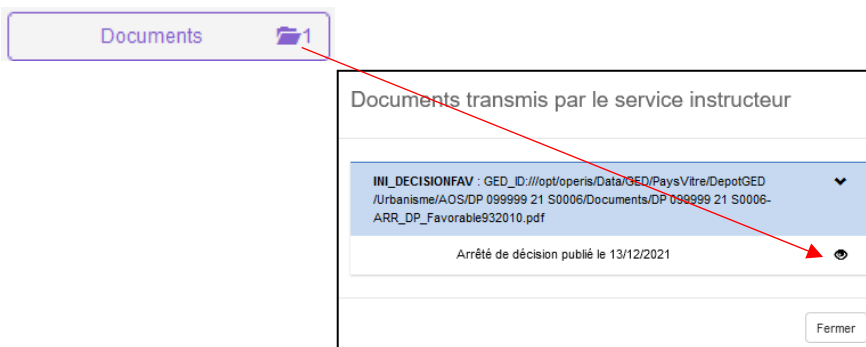 Documents 1
Documents transmis par le service instructeur
INI_DECISIONFAV : GED_ID:///opt/operis/Data/GED/PaysVitre/DepotGED
/Urbanisme/AOS/DP 099999 21 S0006/Documents/DP 099999 21 S0006-
ARR_DP_Favorable932010.pdf
Arrêté de décision publié le 13/12/2021
Fermer